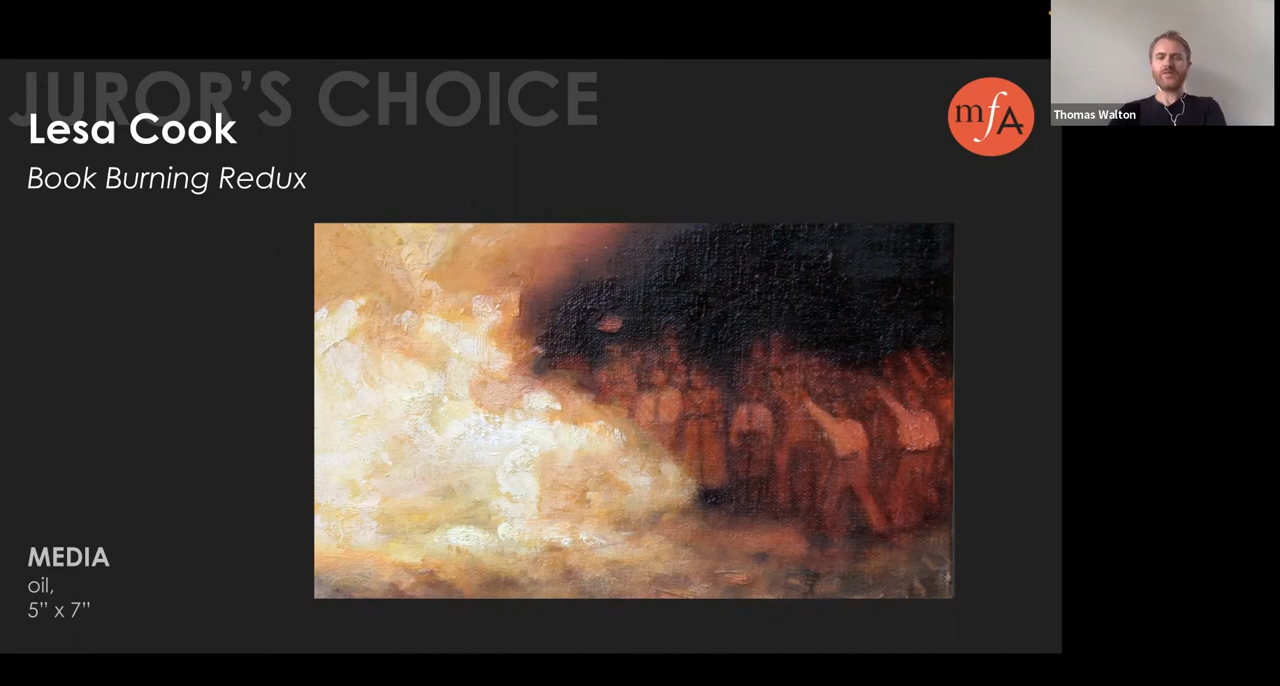 JUROR’S CHOICE
Lesa Cook
Book Burning Redux
mfA
Thomas Walton
MEDIA
oil,
5” x 7”